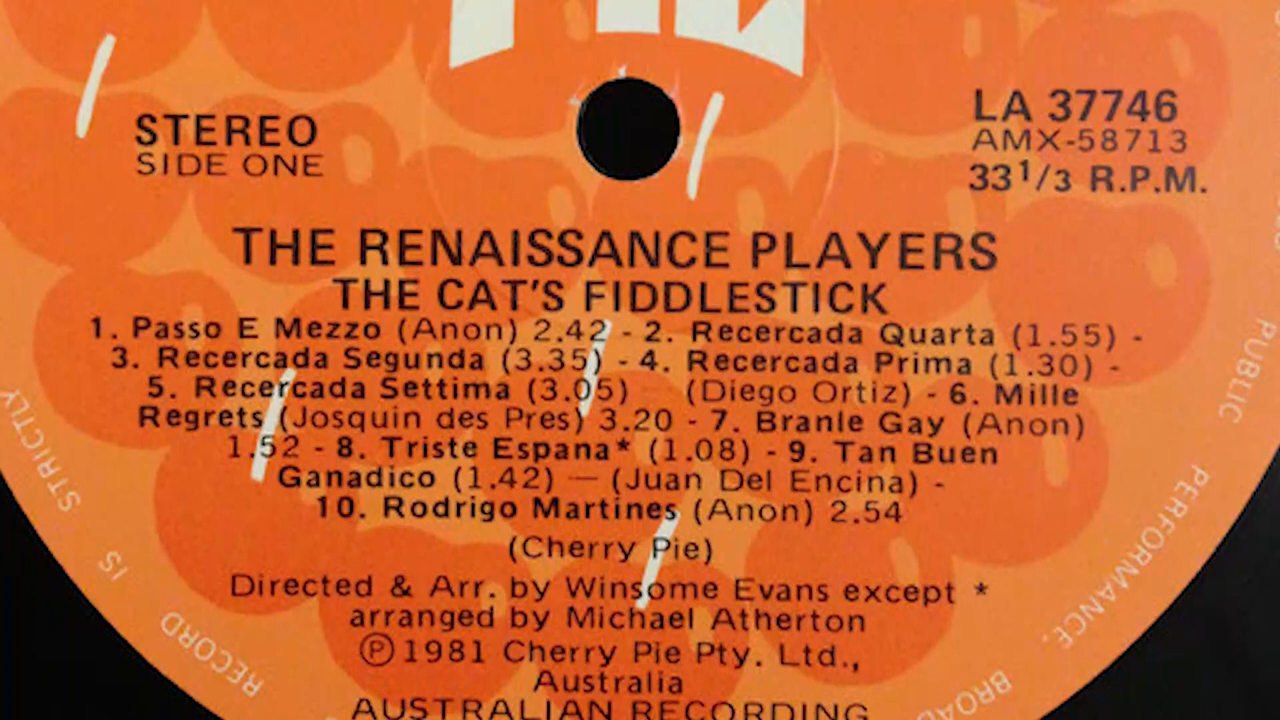 STEREO
SIDE ONE
LA 37746
AMX-58713
33 1/3 R.P.M.
THE RENAISSANCE PLAYERS
THE CAT'S FIDDLESTICK
1. Passo E Mezzo (Anon) 2.42 - 2. Recercada Quarta (1.55) -
3. Recercada Segunda (3.35) - 4. Recercada Prima (1.30) -
5. Recercada Settima (3.05) (Diego Ortiz) - 6. Mille
Regrets (Josquin des Pres) 3.20 - 7. Branle Gay (Anon)
1.52 - 8. Triste Espana* (1.08) - 9. Tan Buen
Ganadico (1.42) — (Juan Del Encina) -
10. Rodrigo Martines (Anon) 2.54
(Cherry Pie)
Directed & Arr. by Winsome Evans except *
arranged by Michael Atherton
Ⓟ1981 Cherry Pie Pty. Ltd.,
Australia
AUSTRALIAN RECORDING
PUBLIC PERFORMANCE, RECORD IS STRICTLY